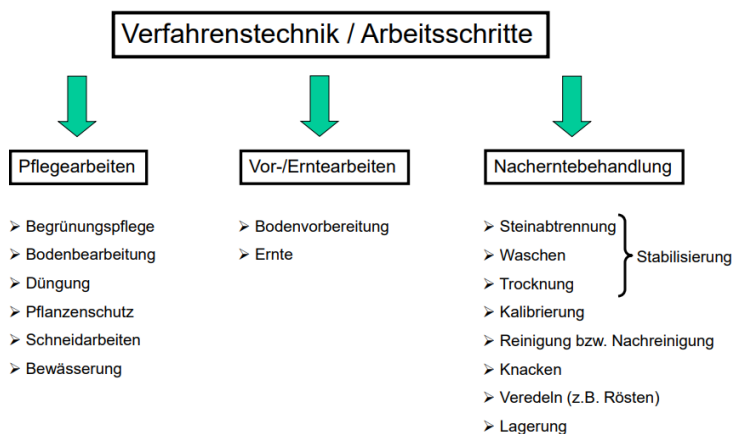 Verfahrenstechnik / Arbeitsschritte
Pflegearbeiten
Begrünungspflege
Bodenbearbeitung
Düngung
Pflanzenschutz
Schneidarbeiten
Bewässerung
Vor-/Erntearbeiten
Bodenvorbereitung
Ernte
Nacherntebehandlung
Steinabtrennung
Waschen
Trocknung
Stabilisierung
Kalibrierung
Reinigung bzw. Nachreinigung
Knacken
Veredeln (z.B. Rösten)
Lagerung